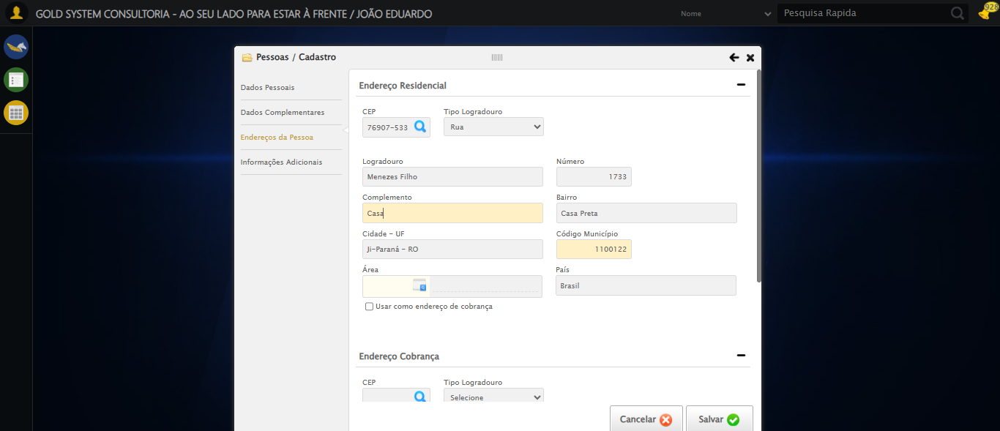 GOLD SYSTEM CONSULTORIA - AO SEU LADO PARA ESTAR À FRENTE / JOÃO EDUARDO
Nome
Pesquisa Rapida
928
Pessoas / Cadastro
Dados Pessoais
Dados Complementares
Endereços da Pessoa
Informações Adicionais
Endereço Residencial
CEP Tipo Logradouro
76907-533 Rua
Logradouro Número
Menezes Filho 1733
Complemento Bairro
Casa Casa Preta
Cidade - UF Código Município
Ji-Paraná - RO 1100122
Área País
Brasil
Usar como endereço de cobrança
Endereço Cobrança
CEP Tipo Logradouro
Selecione
Cancelar Salvar